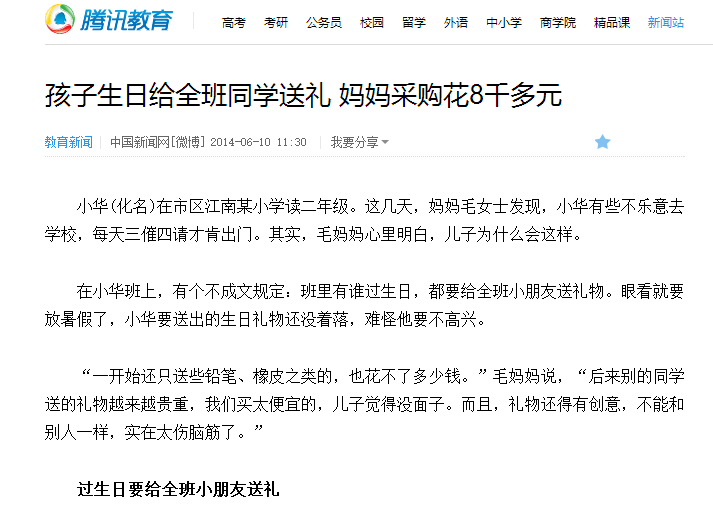 腾讯教育 高考 考研 公务员 校园 留学 外语 中小学 商学院 精品课 新闻站
孩子生日给全班同学送礼 妈妈采购花8千多元
教育新闻 中国新闻网[微博] 2014-06-10 11:30 我要分享
小华(化名)在市区江南某小学读二年级。这几天，妈妈毛女士发现，小华有些不乐意去
学校，每天三催四请才肯出门。其实，毛妈妈心里明白，儿子为什么会这样。
在小华班上，有个不成文规定：班里有谁过生日，都要给全班小朋友送礼物。眼看就要
放暑假了，小华要送出的生日礼物还没着落，难怪他要不高兴。
“一开始还只送些铅笔、橡皮之类的，也花不了多少钱。”毛妈妈说，“后来别的同学
送的礼物越来越贵重，我们买太便宜的，儿子觉得没面子。而且，礼物还得有创意，不能和
别人一样，实在太伤脑筋了。”
过生日要给全班小朋友送礼